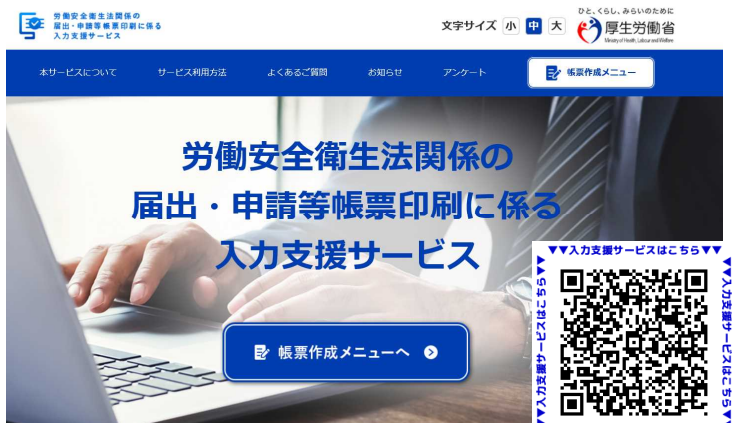 労働安全衛生法関係の
届出・申請等帳票印刷に係る
入力支援サービス
文字サイズ 小 中 大
ひと、くらし、みらいのために
厚生労働省
Ministry of Health, Labour and Welfare
本サービスについて サービス利用方法 よくあるご質問 お知らせ アンケート 帳票作成メニュー
労働安全衛生法関係の
届出・申請等帳票印刷に係る
入力支援サービス
帳票作成メニューへ
▼▼入力支援サービスはこちら▼▼
▼▼入力支援サービスはこちら▼▼
▼▼入力支援サービスはこちら▼▼